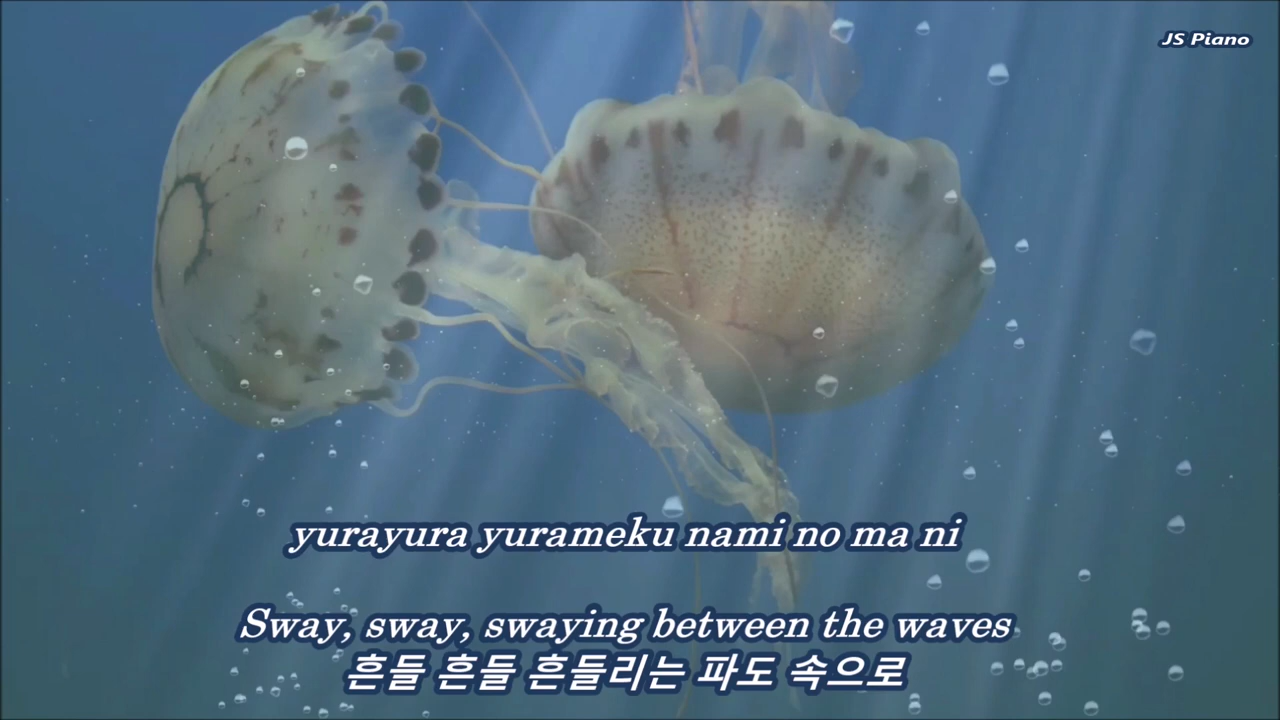 JS Piano
yurayura yurameku nami no ma ni
Sway, sway, swaying between the waves
흔들 흔들 흔들리는 파도 속으로